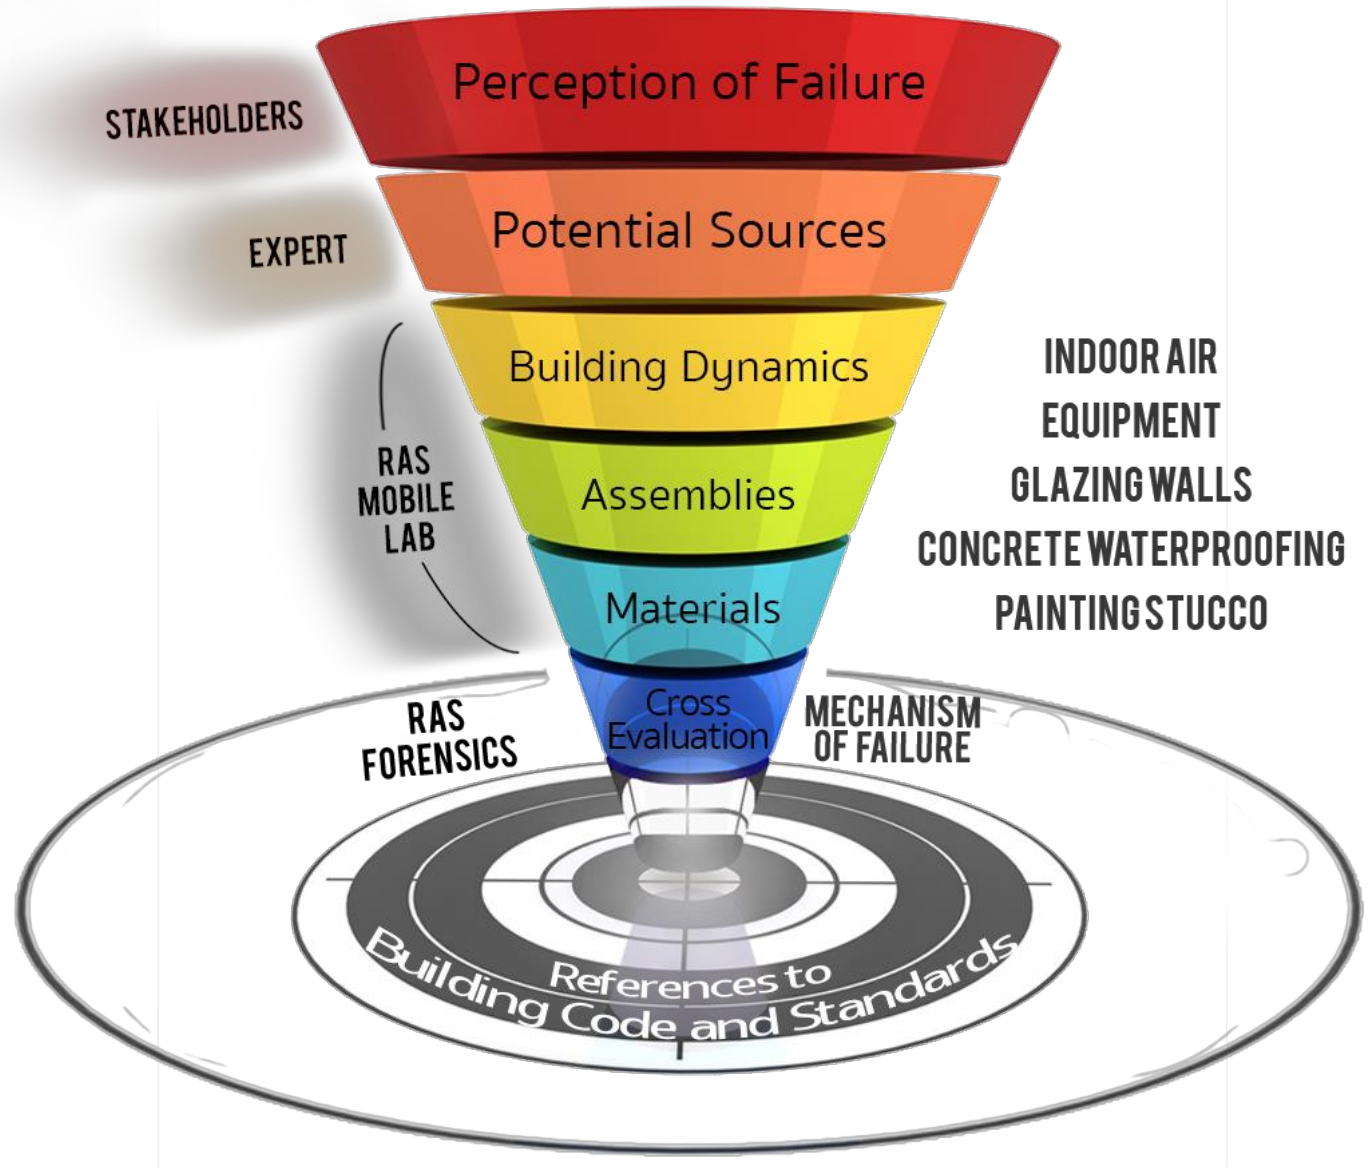 Perception of Failure
STAKEHOLDERS
Potential Sources
EXPERT
Building Dynamics
INDOOR AIR
EQUIPMENT
RAS
MOBILE
LAB
Assemblies
GLAZING WALLS
CONCRETE WATERPROOFING
Materials
PAINTING STUCCO
Cross
Evaluation
RAS
FORENSICS
MECHANISM
OF FAILURE
References to
Building Code and Standards